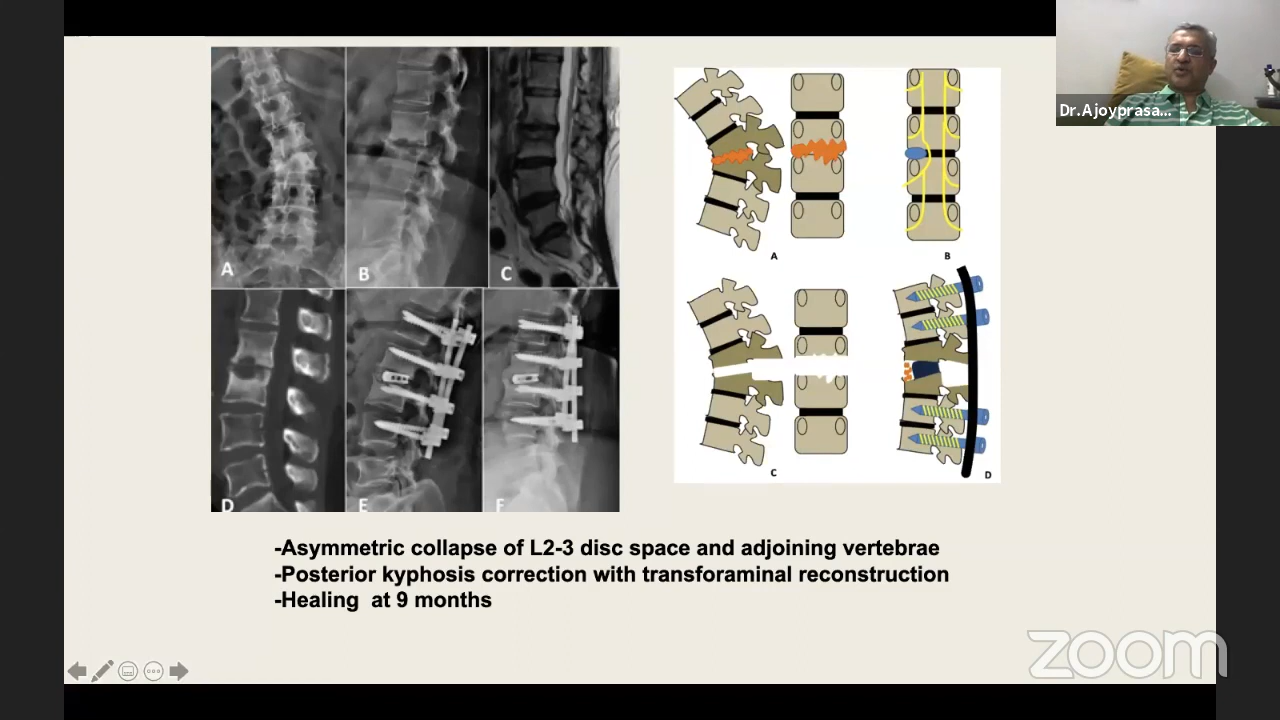 Dr.Ajoyprasa...
A
B
C
D
E
F
A
B
C
D
-Asymmetric collapse of L2-3 disc space and adjoining vertebrae
-Posterior kyphosis correction with transforaminal reconstruction
-Healing at 9 months
zoom